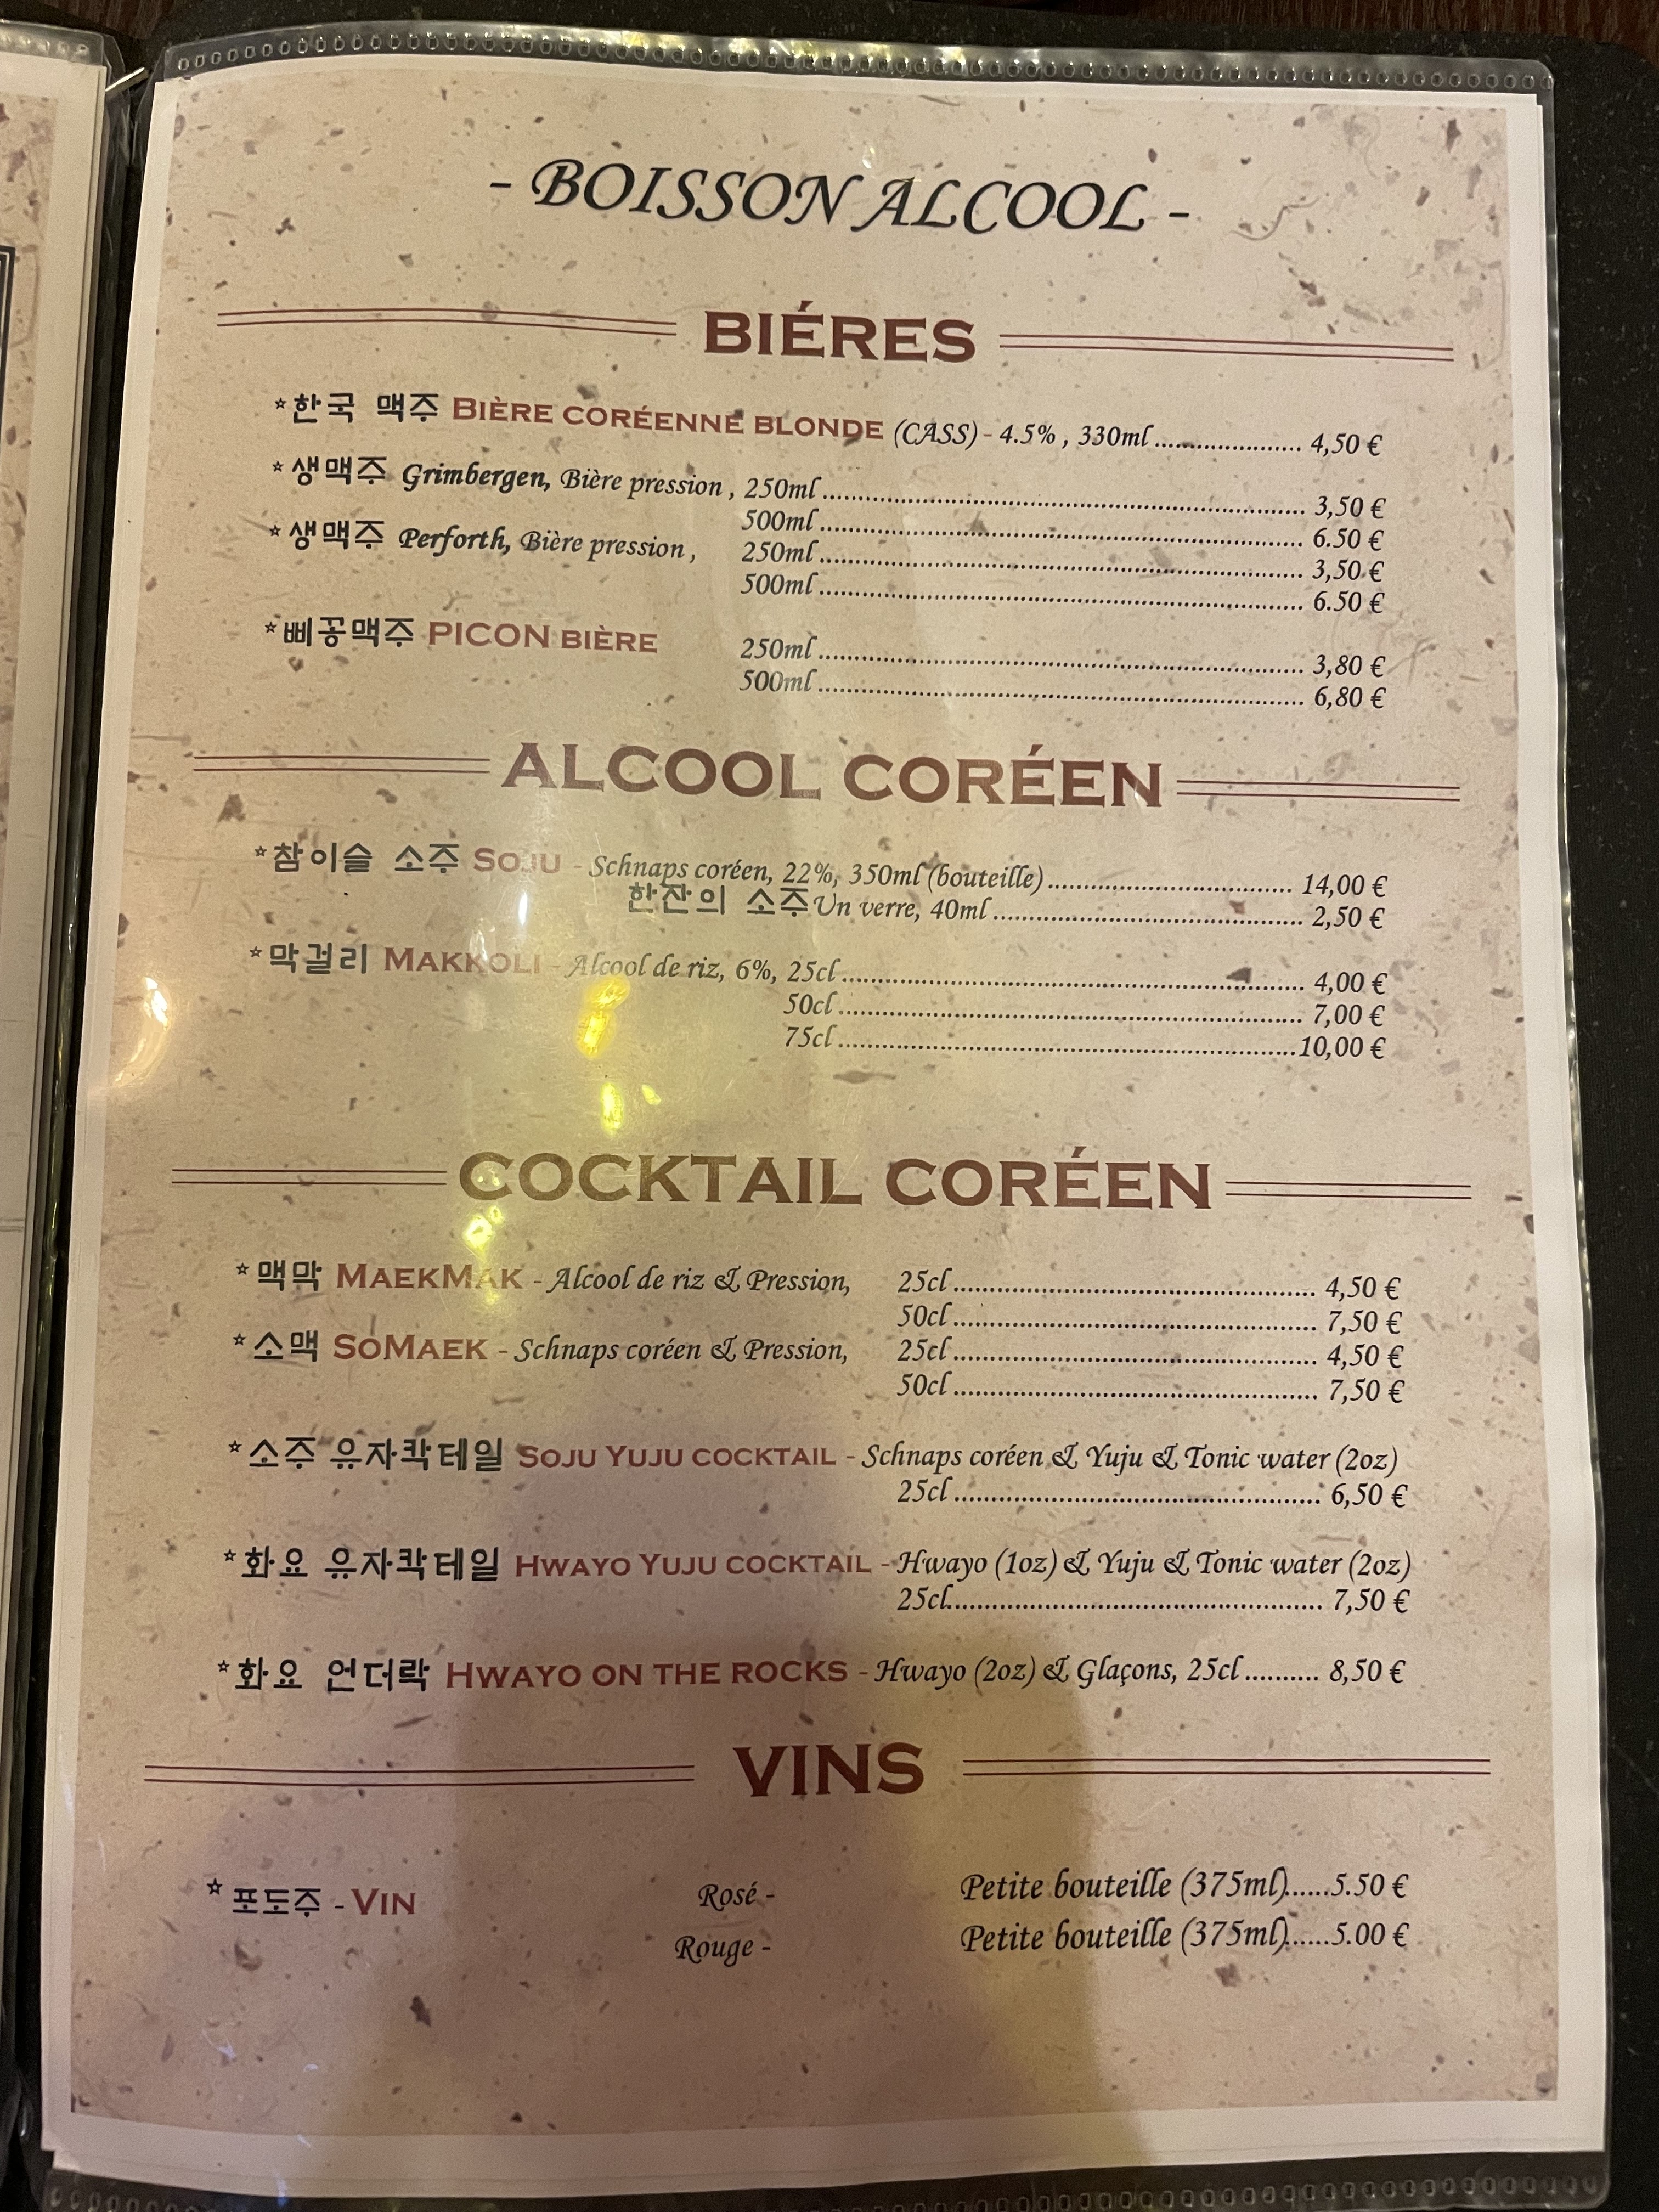 - BOISSON ALCOOL -
BIÉRES
*한국 맥주 BIÈRE CORÉENNE BLONDE (CASS) - 4.5% , 330ml ..................... 4,50 €
*생맥주 Grimbergen, Bière pression , 250ml ..................... 3,50 €
500ml ..................... 6.50 €
*생맥주 Perforth, Bière pression , 250ml ..................... 3,50 €
500ml ..................... 6.50 €
*삐꽁맥주 PICON BIÈRE 250ml ..................... 3,80 €
500ml ..................... 6,80 €
ALCOOL CORÉEN
*참이슬 소주 SOJU - Schnaps coréen, 22%, 350ml (bouteille) ..................... 14,00 €
한잔의 소주 Un verre, 40ml ..................... 2,50 €
*막걸리 MAKKOLI - Alcool de riz, 6%, 25cl ..................... 4,00 €
50cl ..................... 7,00 €
75cl ..................... 10,00 €
COCKTAIL CORÉEN
*맥막 MAEKMAK - Alcool de riz & Pression, 25cl ..................... 4,50 €
50cl ..................... 7,50 €
*소맥 SOMAEK - Schnaps coréen & Pression, 25cl ..................... 4,50 €
50cl ..................... 7,50 €
*소주 유자칵테일 SOJU YUJU COCKTAIL - Schnaps coréen & Yuju & Tonic water (2oz)
25cl ..................... 6,50 €
*화요 유자칵테일 HWAYO YUJU COCKTAIL - Hwayo (1oz) & Yuju & Tonic water (2oz)
25cl ..................... 7,50 €
*화요 언더락 HWAYO ON THE ROCKS - Hwayo (2oz) & Glaçons, 25cl .......... 8,50 €
VINS
*포도주 - VIN Rosé - Petite bouteille (375ml)......5.50 €
Rouge - Petite bouteille (375ml)......5.00 €